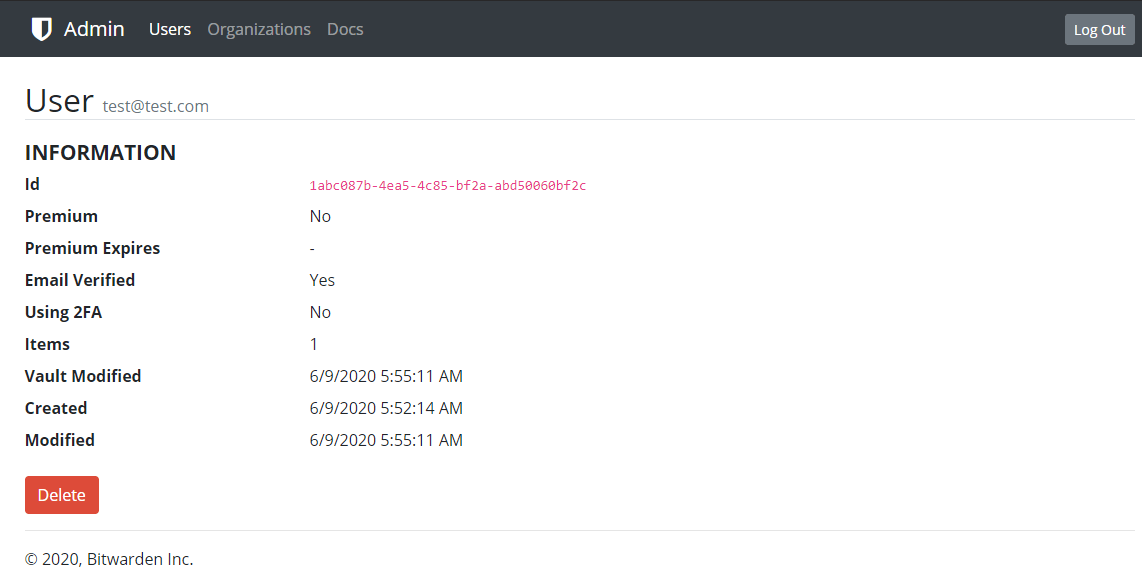 Admin Users Organizations Docs Log Out
User test@test.com
INFORMATION
Id 1abc087b-4ea5-4c85-bf2a-abd50060bf2c
Premium No
Premium Expires -
Email Verified Yes
Using 2FA No
Items 1
Vault Modified 6/9/2020 5:55:11 AM
Created 6/9/2020 5:52:14 AM
Modified 6/9/2020 5:55:11 AM
Delete
© 2020, Bitwarden Inc.